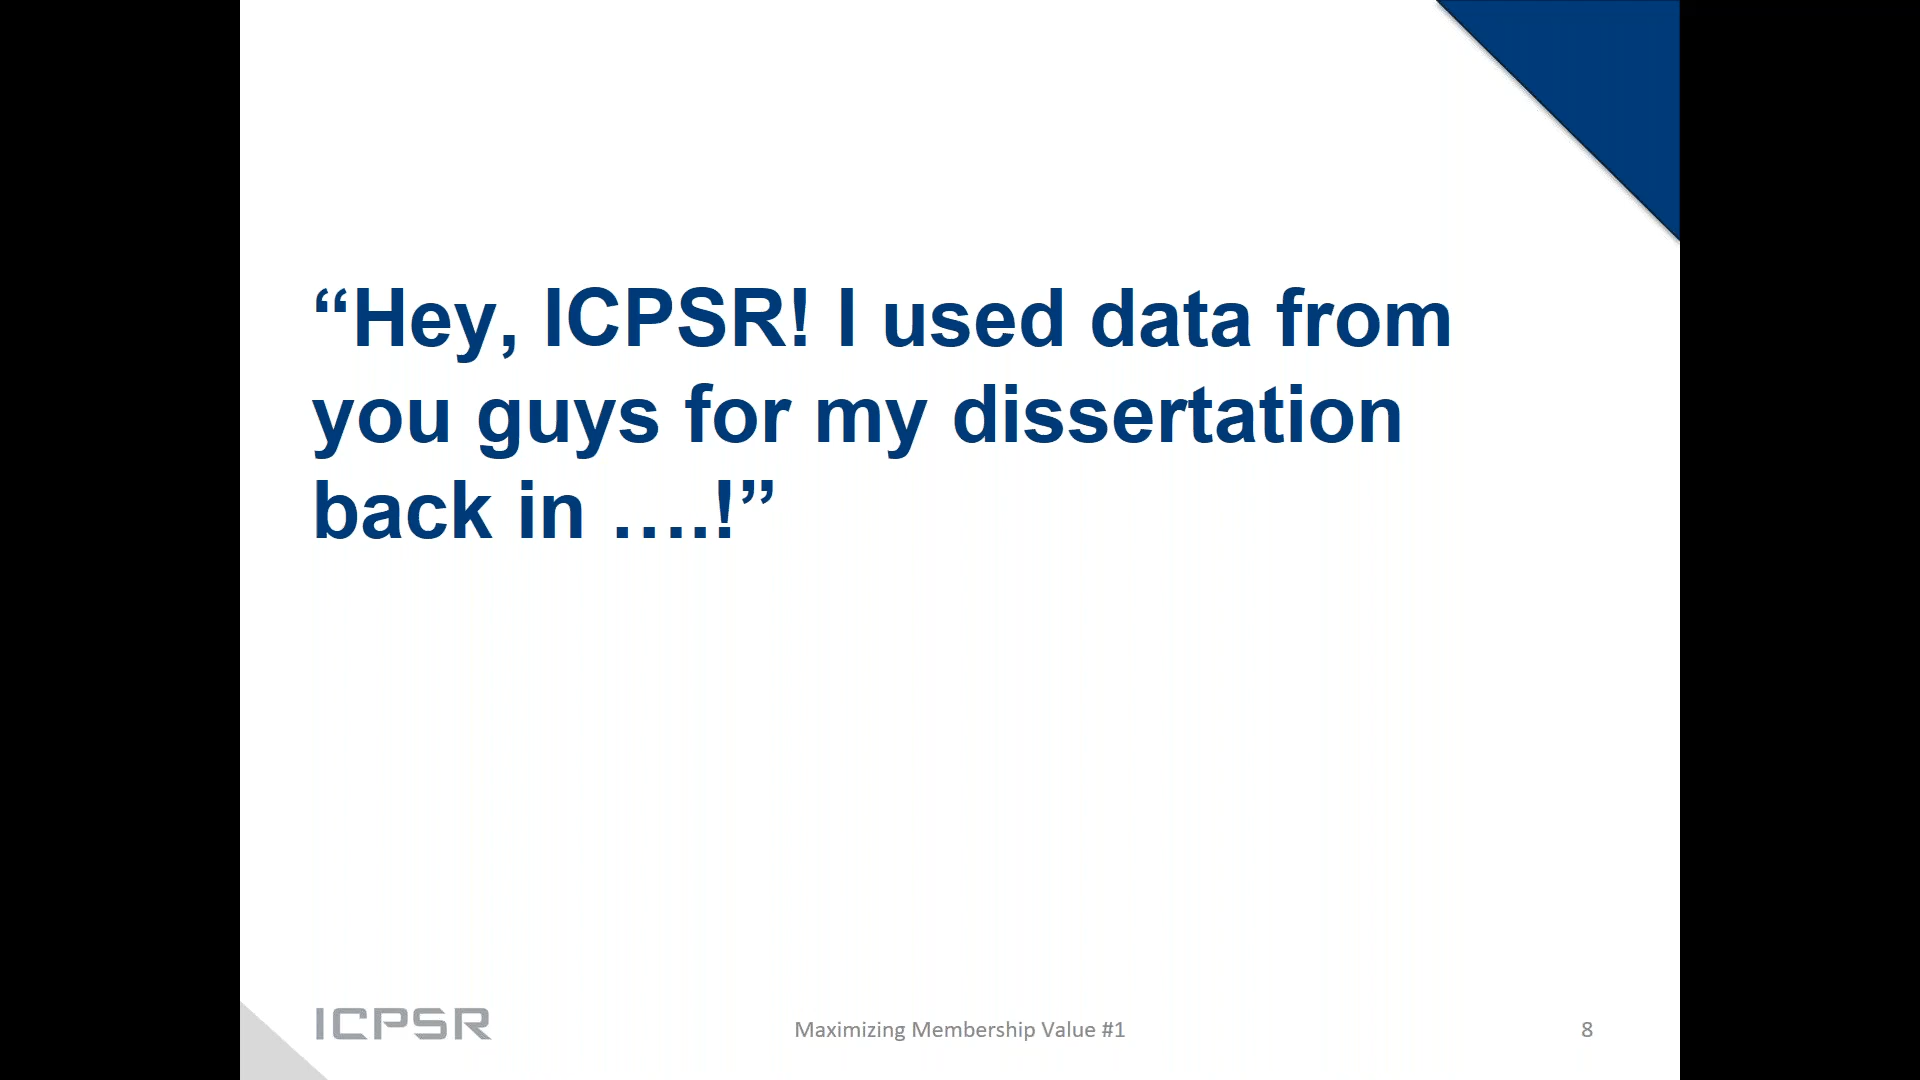 “Hey, ICPSR! I used data from
you guys for my dissertation
back in ….!”
ICPSR
Maximizing Membership Value #1
8